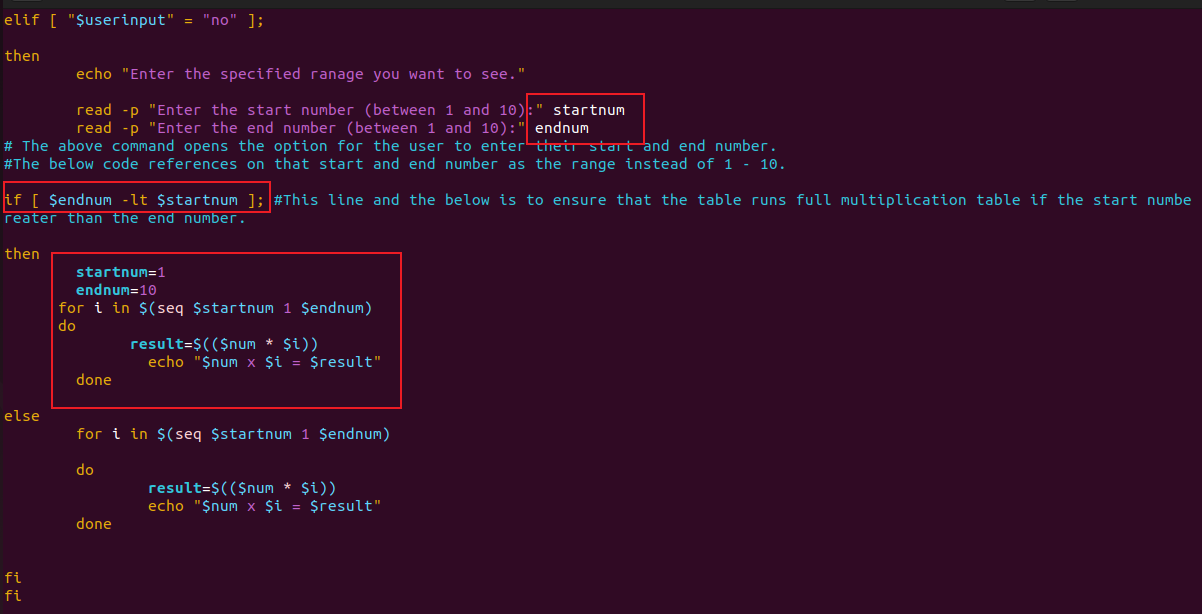 elif [ "$userinput" = "no" ];
then
echo "Enter the specified ranage you want to see."
read -p "Enter the start number (between 1 and 10):" startnum
read -p "Enter the end number (between 1 and 10):" endnum
# The above command opens the option for the user to enter their start and end number.
#The below code references on that start and end number as the range instead of 1 - 10.
if [ $endnum -lt $startnum ]; #This line and the below is to ensure that the table runs full multiplication table if the start numbe
reater than the end number.
then
startnum=1
endnum=10
for i in $(seq $startnum 1 $endnum)
do
result=$(($num * $i))
echo "$num x $i = $result"
done
else
for i in $(seq $startnum 1 $endnum)
do
result=$(($num * $i))
echo "$num x $i = $result"
done
fi
fi